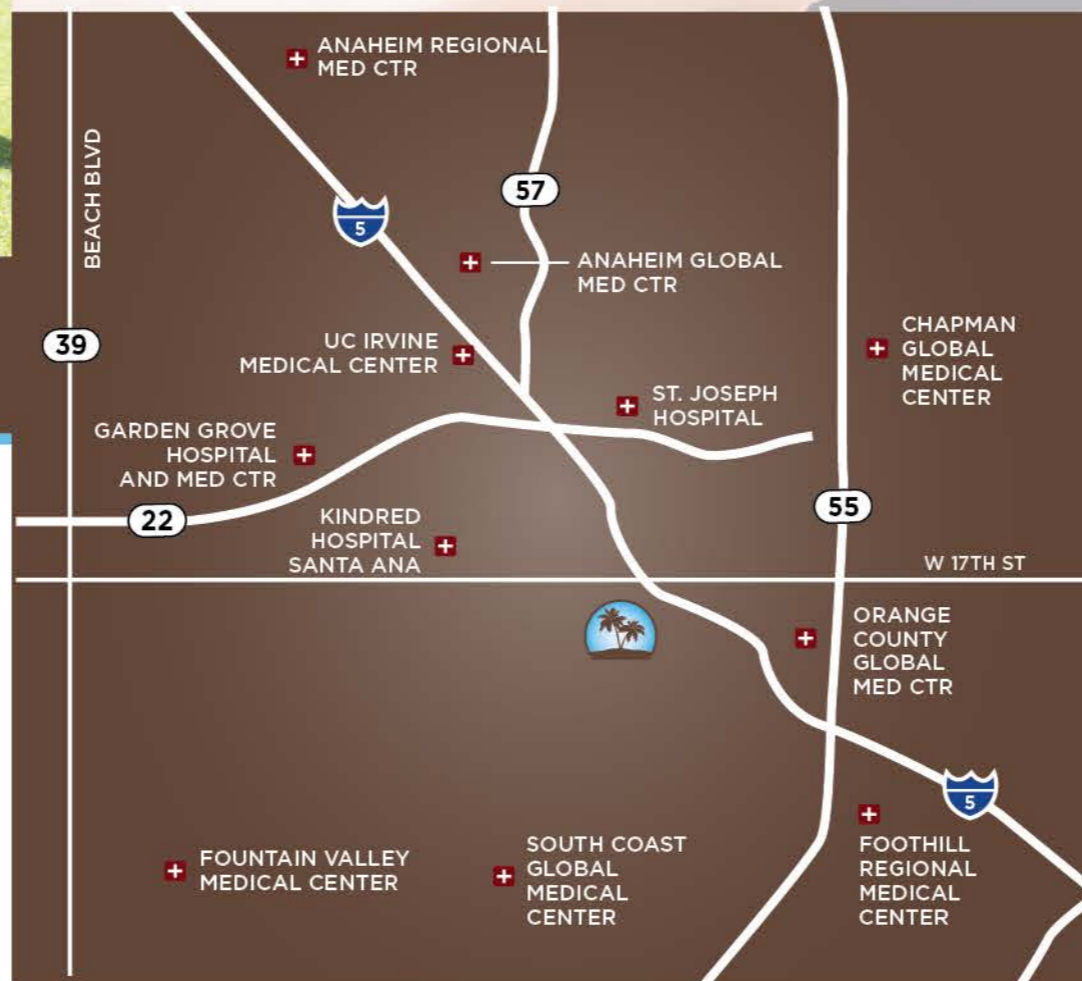 ANAHEIM REGIONAL
MED CTR
BEACH BLVD
57
5
ANAHEIM GLOBAL
MED CTR
39
UC IRVINE
MEDICAL CENTER
CHAPMAN
GLOBAL
MEDICAL
CENTER
ST. JOSEPH
HOSPITAL
GARDEN GROVE
HOSPITAL
AND MED CTR
22
KINDRED
HOSPITAL
SANTA ANA
55
W 17TH ST
ORANGE
COUNTY
GLOBAL
MED CTR
5
FOUNTAIN VALLEY
MEDICAL CENTER
SOUTH COAST
GLOBAL
MEDICAL
CENTER
FOOTHILL
REGIONAL
MEDICAL
CENTER